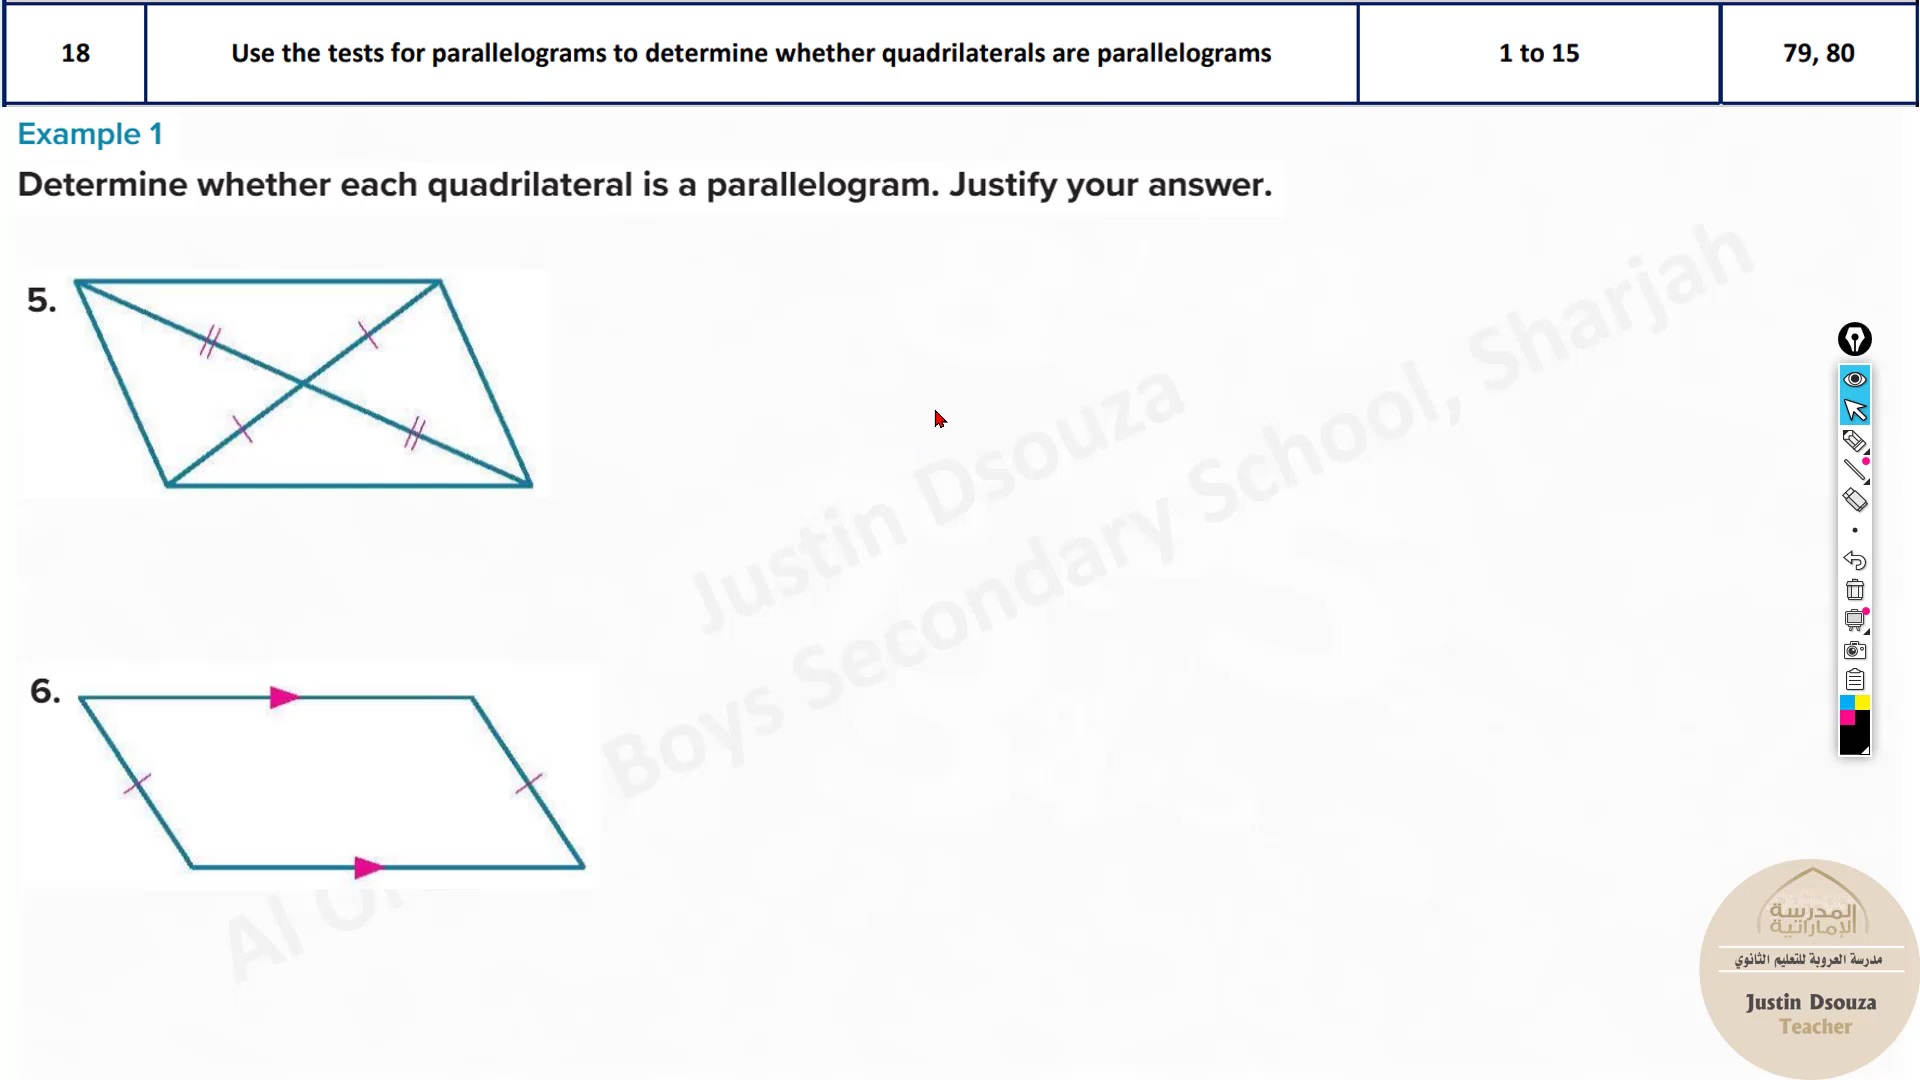 18 Use the tests for parallelograms to determine whether quadrilaterals are parallelograms 1 to 15 79, 80
Example 1
Determine whether each quadrilateral is a parallelogram. Justify your answer.
5.
6.
Justin Dsouza
Boys Secondary School, Sharjah
Al
المدرسة
الإماراتية
مدرسة العروبة للتعليم الثانوي
Justin Dsouza
Teacher